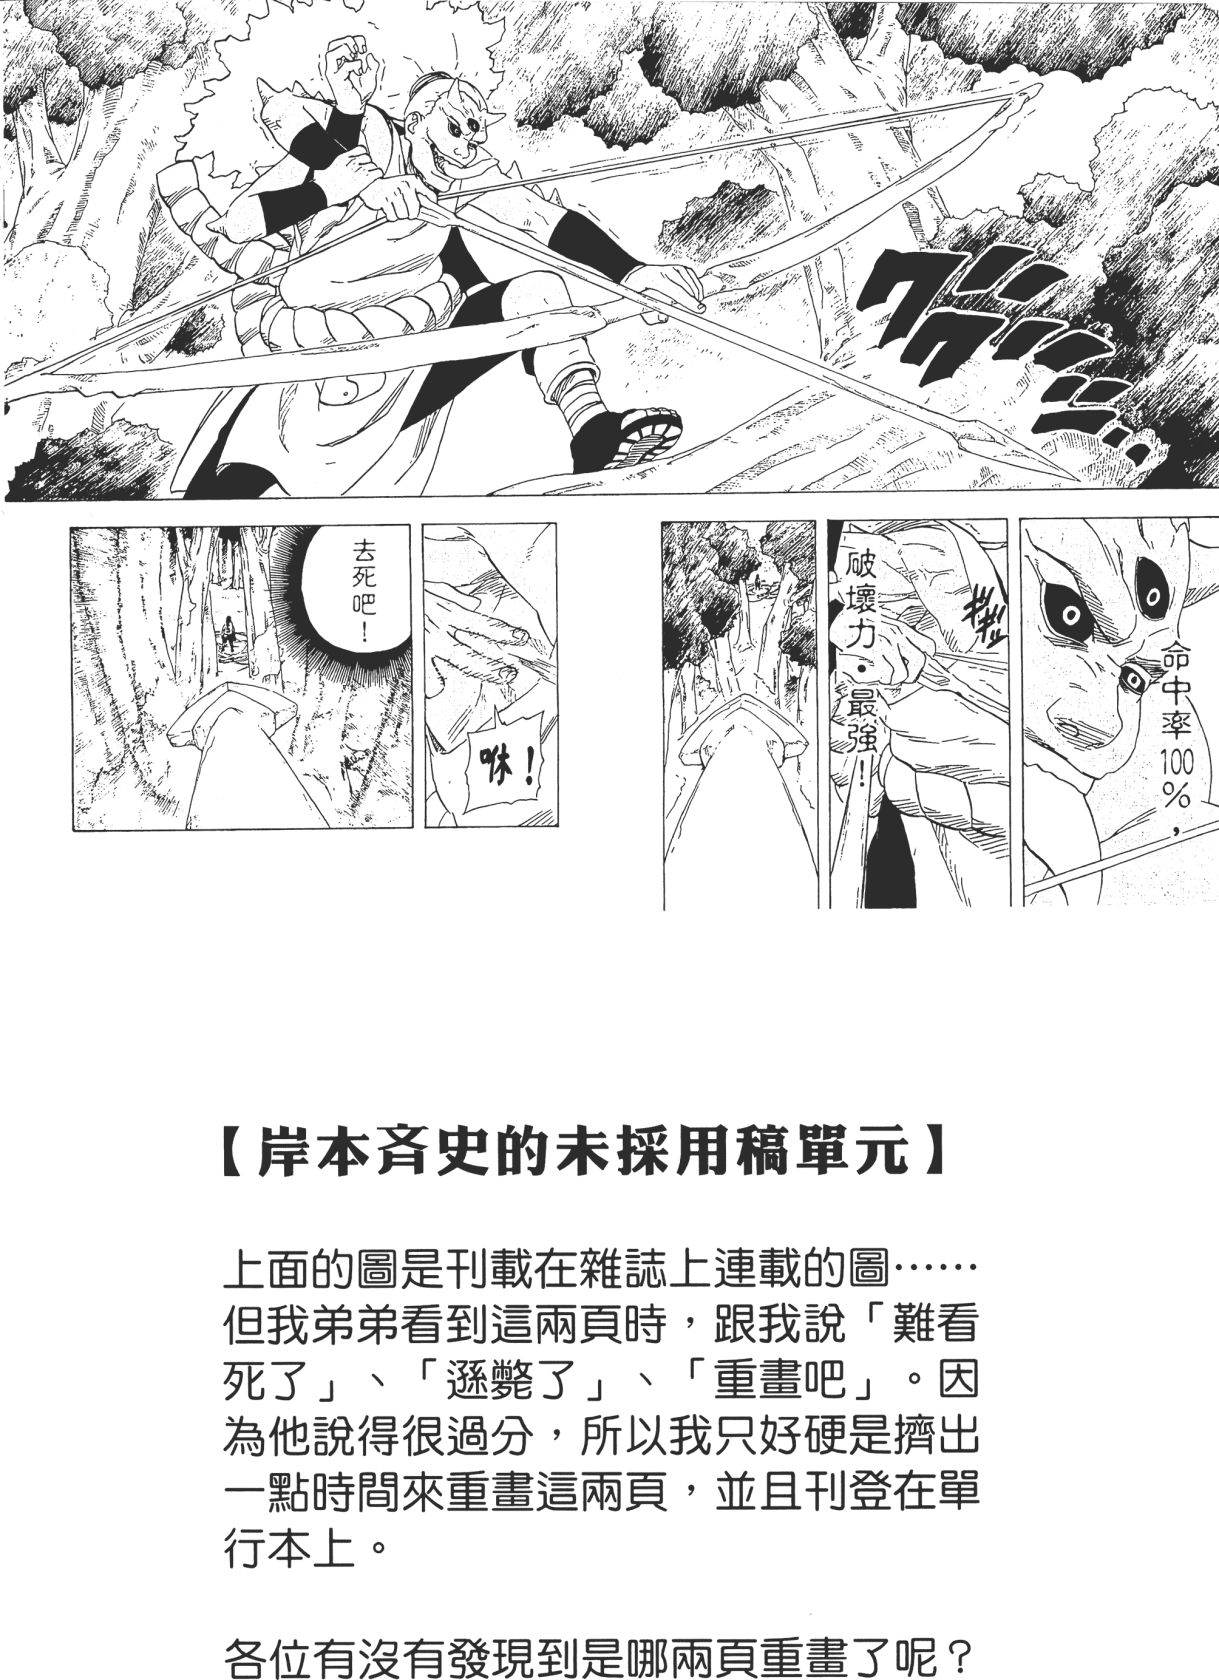 ググググ…
命中率100%，
ギギッ
破壞力・最強！
咻！
去死吧！
【岸本斉史的未採用稿單元】
上面的圖是刊載在雜誌上連載的圖……
但我弟弟看到這兩頁時，跟我說「難看
死了」、「遜斃了」、「重畫吧」。因
為他說得很過分，所以我只好硬是擠出
一點時間來重畫這兩頁，並且刊登在單
行本上。
各位有沒有發現到是哪兩頁重畫了呢？